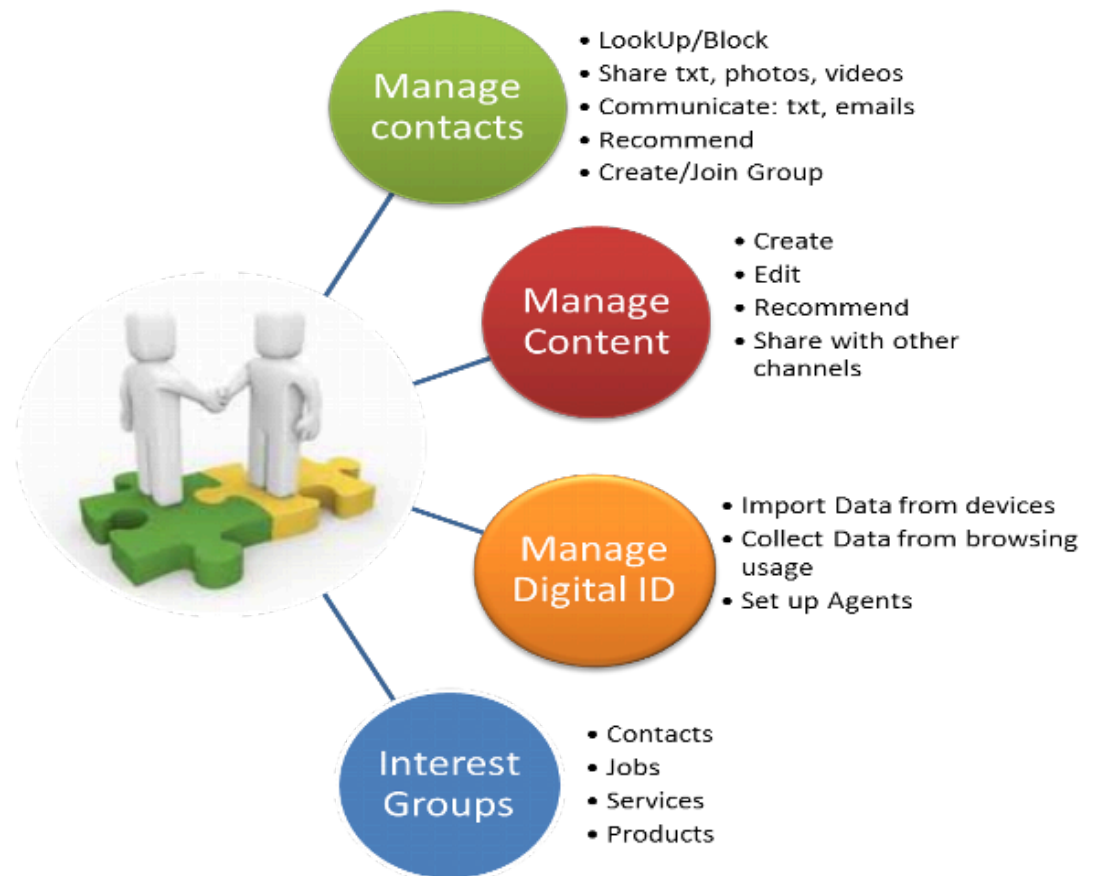 Manage
contacts
• LookUp/Block
• Share txt, photos, videos
• Communicate: txt, emails
• Recommend
• Create/Join Group
Manage
Content
• Create
• Edit
• Recommend
• Share with other
channels
Manage
Digital ID
• Import Data from devices
• Collect Data from browsing
usage
• Set up Agents
Interest
Groups
• Contacts
• Jobs
• Services
• Products